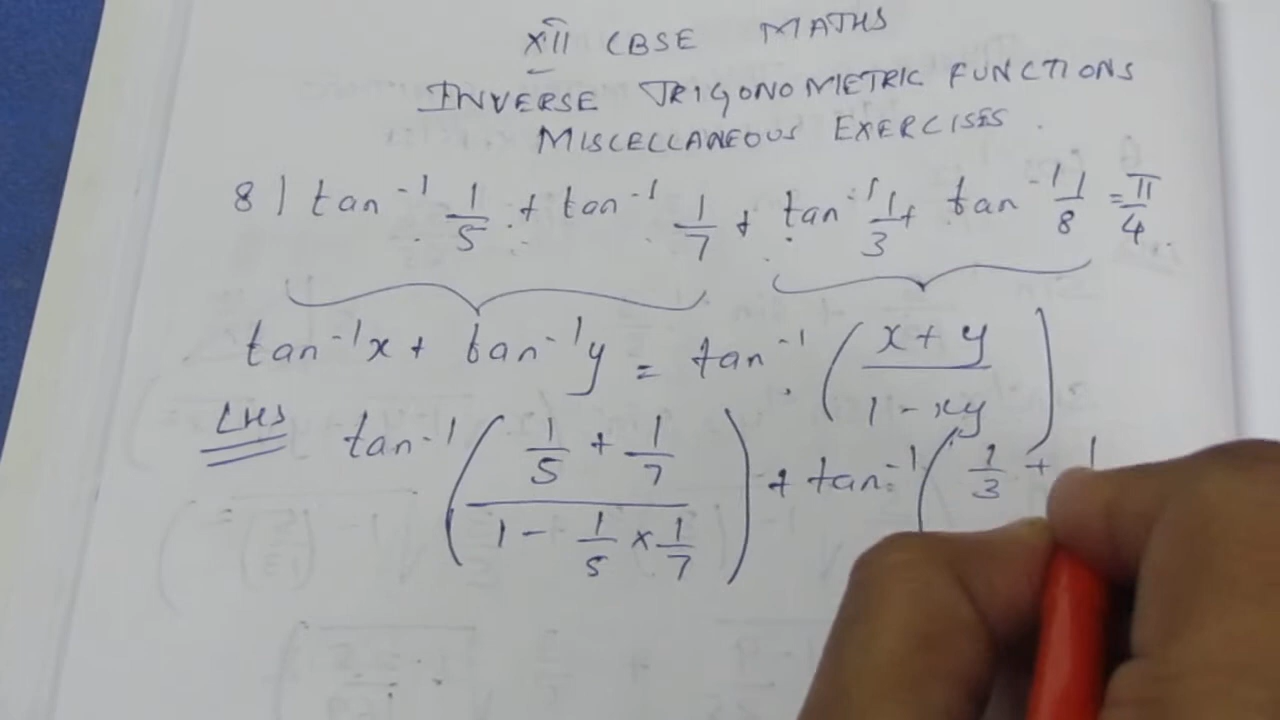 XII CBSE MATHS
INVERSE TRIGONOMETRIC FUNCTIONS
MISCELLANEOUS EXERCISES.
8) tan⁻¹ 1/5 + tan⁻¹ 1/7 + tan⁻¹ 1/3 + tan⁻¹ 1/8 = π/4.
tan⁻¹x + tan⁻¹y = tan⁻¹ ( (x + y) / (1 - xy) )
LHS tan⁻¹ ( (1/5 + 1/7) / (1 - 1/5 × 1/7) ) + tan⁻¹ ( 1/3 + 1